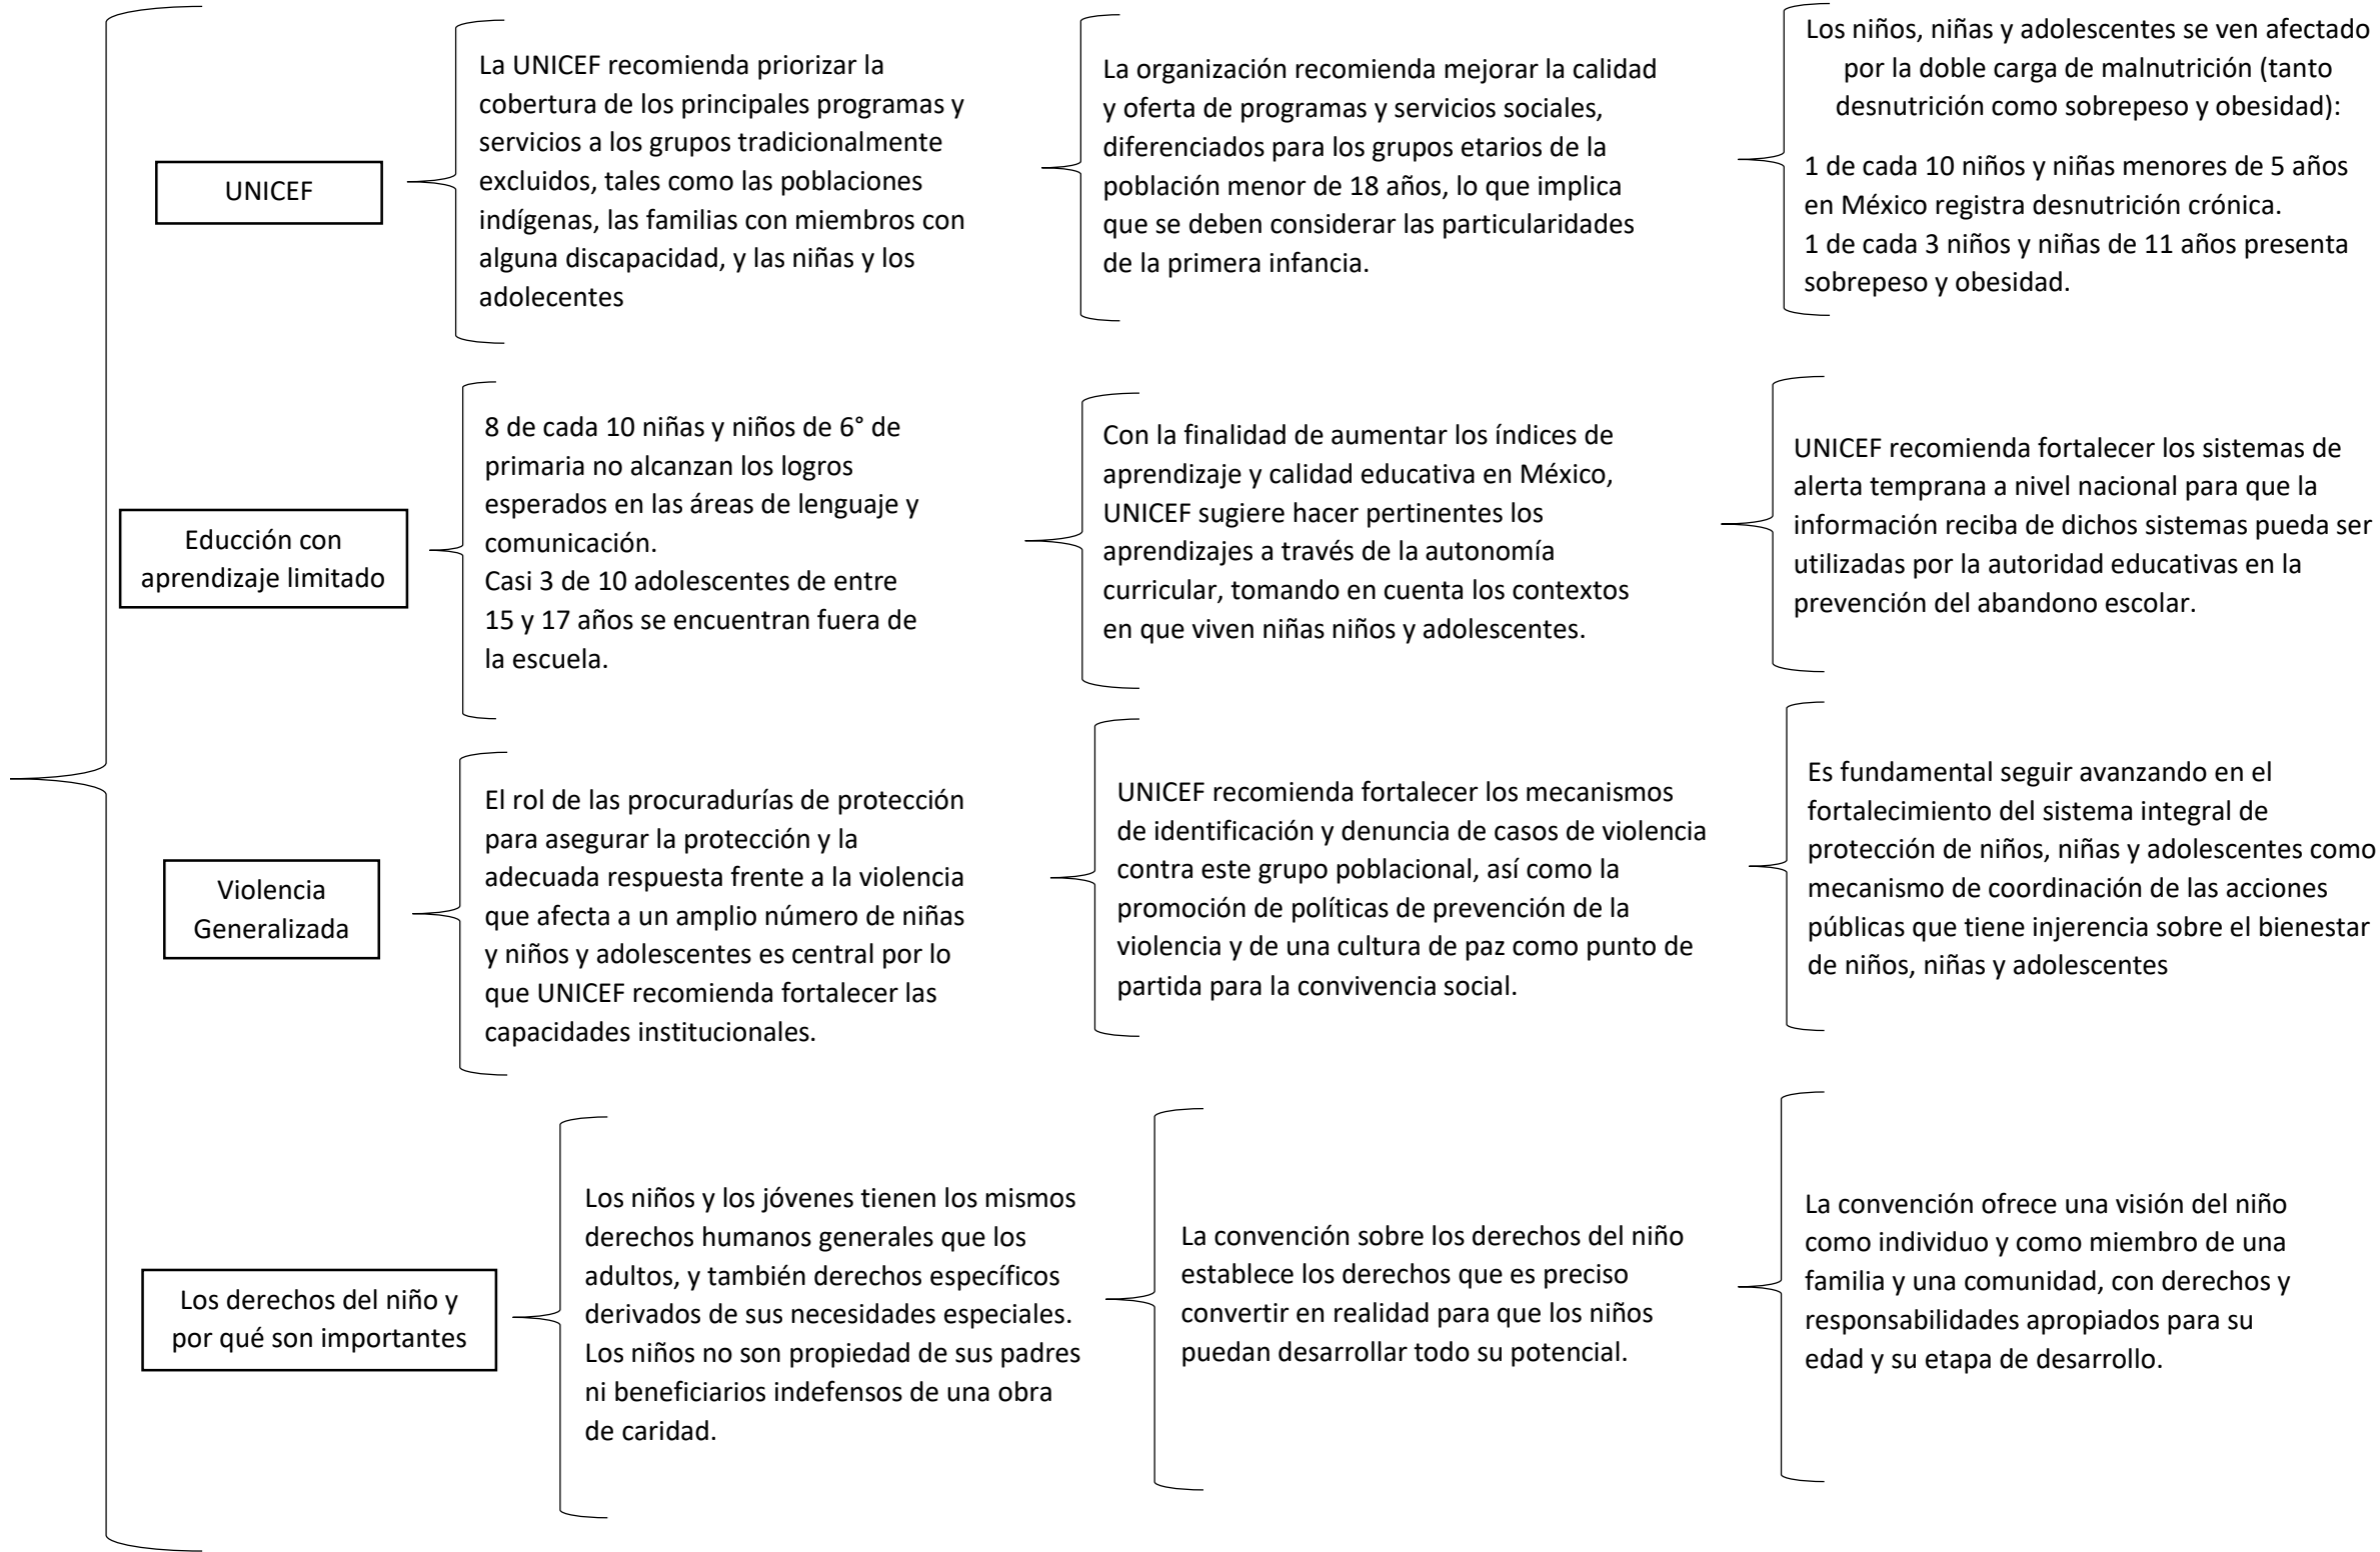 UNICEF
La UNICEF recomienda priorizar la
cobertura de los principales programas y
servicios a los grupos tradicionalmente
excluidos, tales como las poblaciones
indígenas, las familias con miembros con
alguna discapacidad, y las niñas y los
adolecentes
La organización recomienda mejorar la calidad
y oferta de programas y servicios sociales,
diferenciados para los grupos etarios de la
población menor de 18 años, lo que implica
que se deben considerar las particularidades
de la primera infancia.
Los niños, niñas y adolescentes se ven afectado
por la doble carga de malnutrición (tanto
desnutrición como sobrepeso y obesidad):
1 de cada 10 niños y niñas menores de 5 años
en México registra desnutrición crónica.
1 de cada 3 niños y niñas de 11 años presenta
sobrepeso y obesidad.
Educción con
aprendizaje limitado
8 de cada 10 niñas y niños de 6° de
primaria no alcanzan los logros
esperados en las áreas de lenguaje y
comunicación.
Casi 3 de 10 adolescentes de entre
15 y 17 años se encuentran fuera de
la escuela.
Con la finalidad de aumentar los índices de
aprendizaje y calidad educativa en México,
UNICEF sugiere hacer pertinentes los
aprendizajes a través de la autonomía
curricular, tomando en cuenta los contextos
en que viven niñas niños y adolescentes.
UNICEF recomienda fortalecer los sistemas de
alerta temprana a nivel nacional para que la
información reciba de dichos sistemas pueda ser
utilizadas por la autoridad educativas en la
prevención del abandono escolar.
Violencia
Generalizada
El rol de las procuradurías de protección
para asegurar la protección y la
adecuada respuesta frente a la violencia
que afecta a un amplio número de niñas
y niños y adolescentes es central por lo
que UNICEF recomienda fortalecer las
capacidades institucionales.
UNICEF recomienda fortalecer los mecanismos
de identificación y denuncia de casos de violencia
contra este grupo poblacional, así como la
promoción de políticas de prevención de la
violencia y de una cultura de paz como punto de
partida para la convivencia social.
Es fundamental seguir avanzando en el
fortalecimiento del sistema integral de
protección de niños, niñas y adolescentes como
mecanismo de coordinación de las acciones
públicas que tiene injerencia sobre el bienestar
de niños, niñas y adolescentes
Los derechos del niño y
por qué son importantes
Los niños y los jóvenes tienen los mismos
derechos humanos generales que los
adultos, y también derechos específicos
derivados de sus necesidades especiales.
Los niños no son propiedad de sus padres
ni beneficiarios indefensos de una obra
de caridad.
La convención sobre los derechos del niño
establece los derechos que es preciso
convertir en realidad para que los niños
puedan desarrollar todo su potencial.
La convención ofrece una visión del niño
como individuo y como miembro de una
familia y una comunidad, con derechos y
responsabilidades apropiados para su
edad y su etapa de desarrollo.